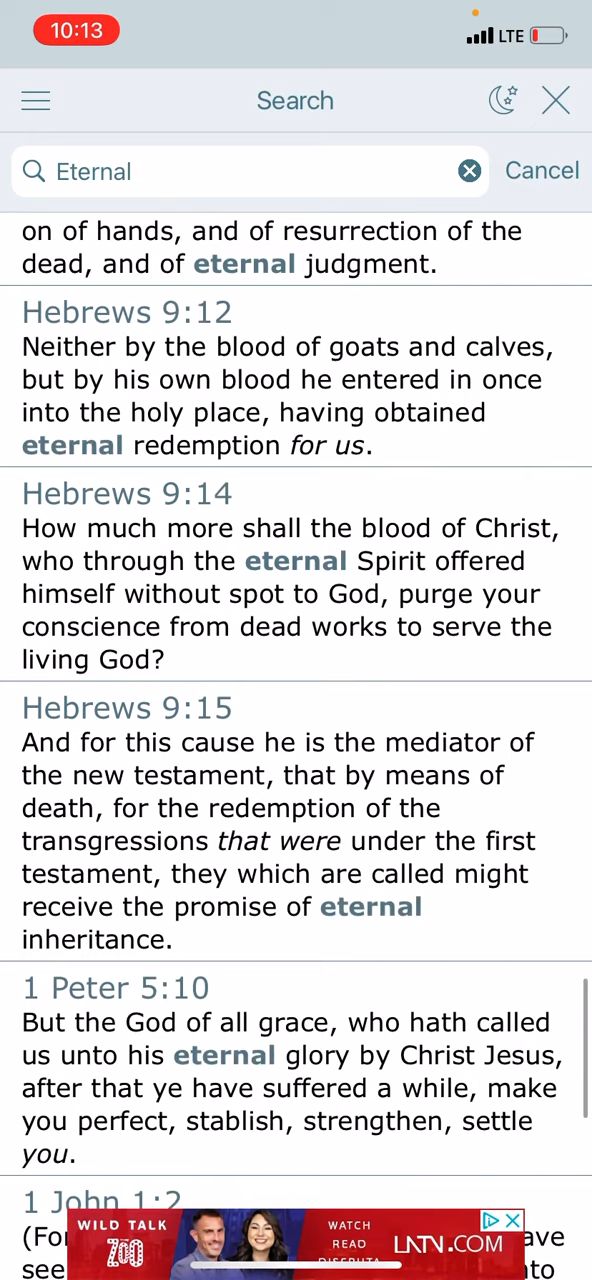 10:13
LTE
Search
Eternal
Cancel
on of hands, and of resurrection of the
dead, and of eternal judgment.
Hebrews 9:12
Neither by the blood of goats and calves,
but by his own blood he entered in once
into the holy place, having obtained
eternal redemption for us.
Hebrews 9:14
How much more shall the blood of Christ,
who through the eternal Spirit offered
himself without spot to God, purge your
conscience from dead works to serve the
living God?
Hebrews 9:15
And for this cause he is the mediator of
the new testament, that by means of
death, for the redemption of the
transgressions that were under the first
testament, they which are called might
receive the promise of eternal
inheritance.
1 Peter 5:10
But the God of all grace, who hath called
us unto his eternal glory by Christ Jesus,
after that ye have suffered a while, make
you perfect, stablish, strengthen, settle
you.
1 John 1:2
WILD TALK
ZOO
WATCH
READ
LATV.COM